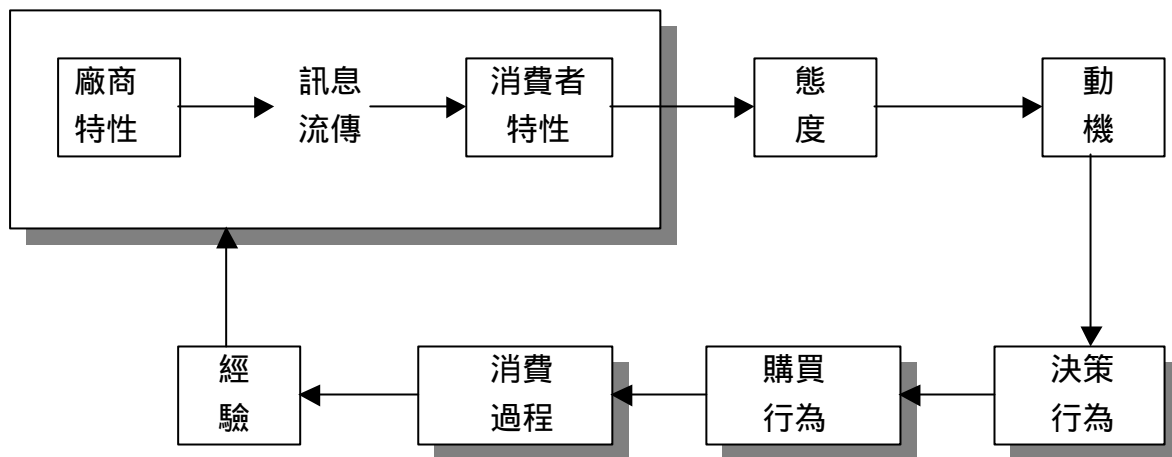 廠商
特性
訊息
流傳
消費者
特性
態
度
動
機
決策
行為
購買
行為
消費
過程
經
驗